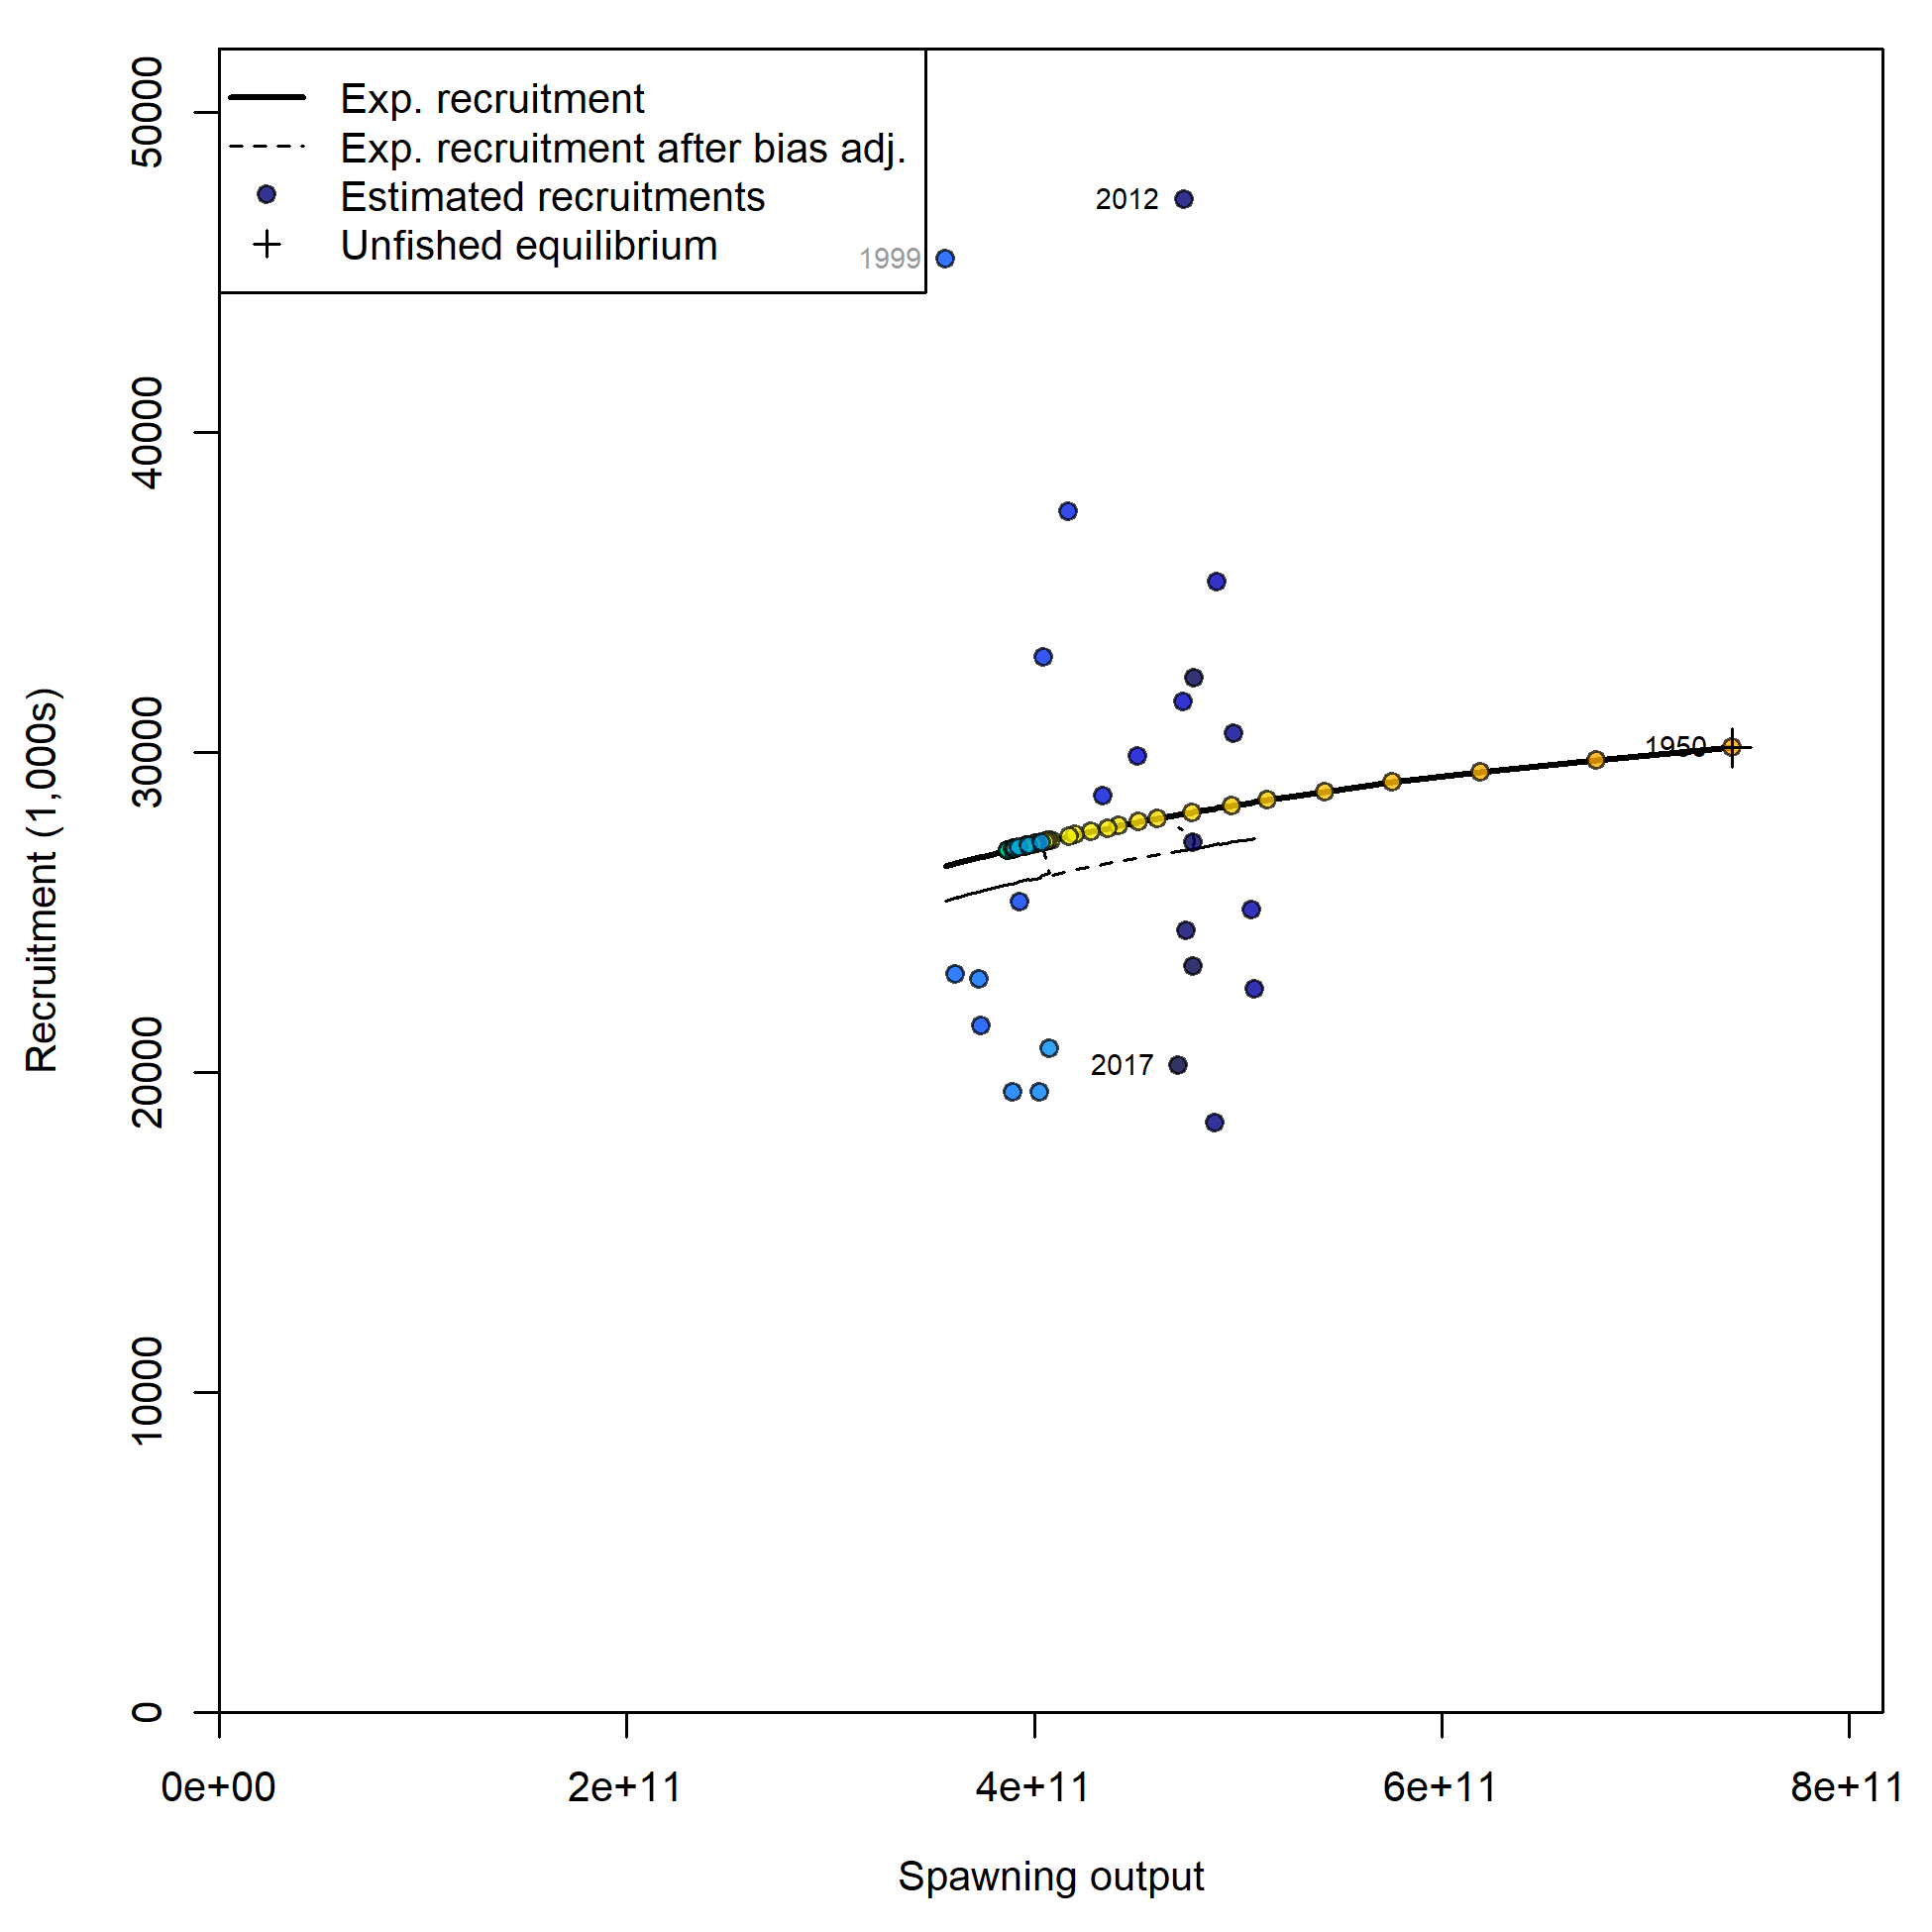 Exp. recruitment
Exp. recruitment after bias adj.
Estimated recruitments
Unfished equilibrium
2012
1999
1950
2017
50000
40000
30000
20000
10000
0
Recruitment (1,000s)
0e+00 2e+11 4e+11 6e+11 8e+11
Spawning output